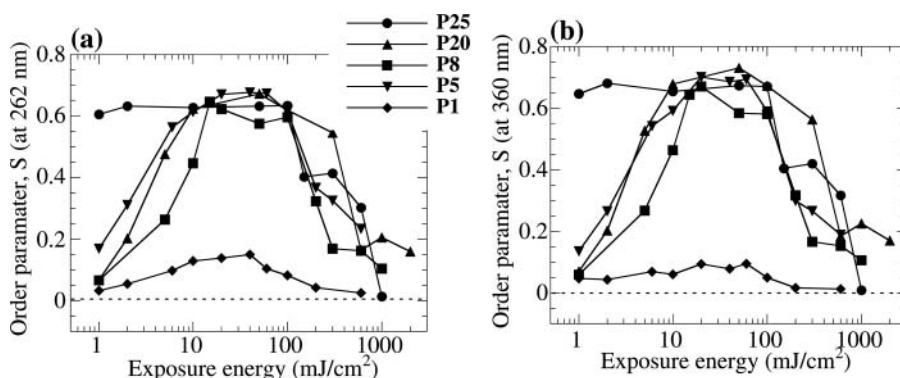 (a)
P25
P20
P8
P5
P1
(b)
Order paramater, S (at 262 nm)
0.8
0.6
0.4
0.2
0
1
10
100
1000
Exposure energy (mJ/cm²)
Order paramater, S (at 360 nm)
0.8
0.6
0.4
0.2
0
1
10
100
1000
Exposure energy (mJ/cm²)